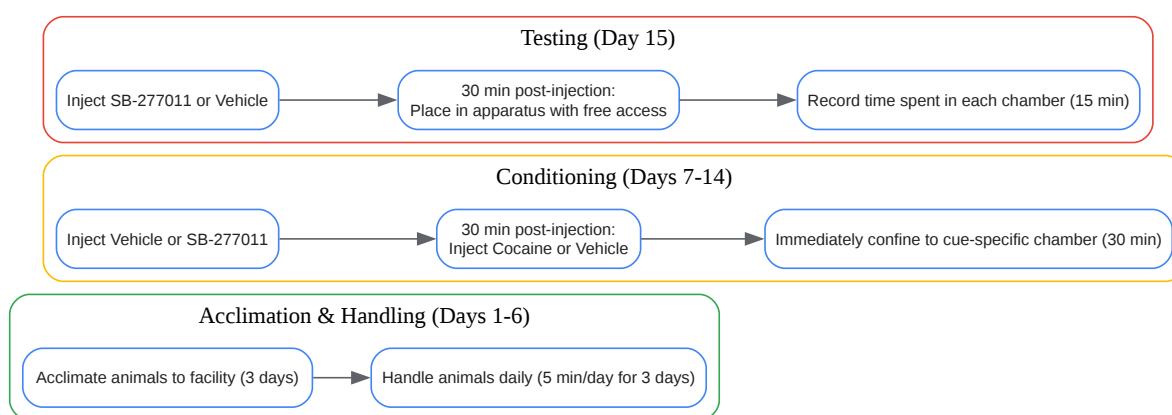 Testing (Day 15)
Inject SB-277011 or Vehicle
30 min post-injection:
Place in apparatus with free access
Record time spent in each chamber (15 min)
Conditioning (Days 7-14)
Inject Vehicle or SB-277011
30 min post-injection:
Inject Cocaine or Vehicle
Immediately confine to cue-specific chamber (30 min)
Acclimation & Handling (Days 1-6)
Acclimate animals to facility (3 days)
Handle animals daily (5 min/day for 3 days)